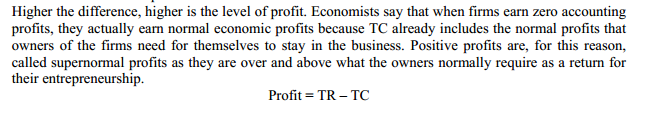 Higher the difference, higher is the level of profit. Economists say that when firms earn zero accounting
profits, they actually earn normal economic profits because TC already includes the normal profits that
owners of the firms need for themselves to stay in the business. Positive profits are, for this reason,
called supernormal profits as they are over and above what the owners normally require as a return for
their entrepreneurship.
Profit = TR – TC